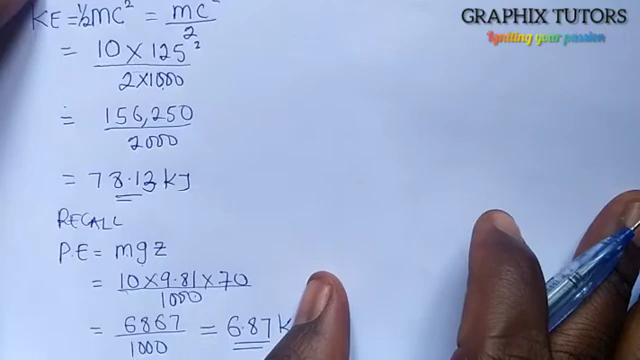 GRAPHIX TUTORS
Igniting your passion
KE = ½MC² = MC²/2
= 10 × 125² / 2×1000
= 156,250 / 2000
= 78.13 kJ
RECALL
P.E = mgz
= 10 × 9.81 × 70 / 1000
= 6867 / 1000 = 6.87 k